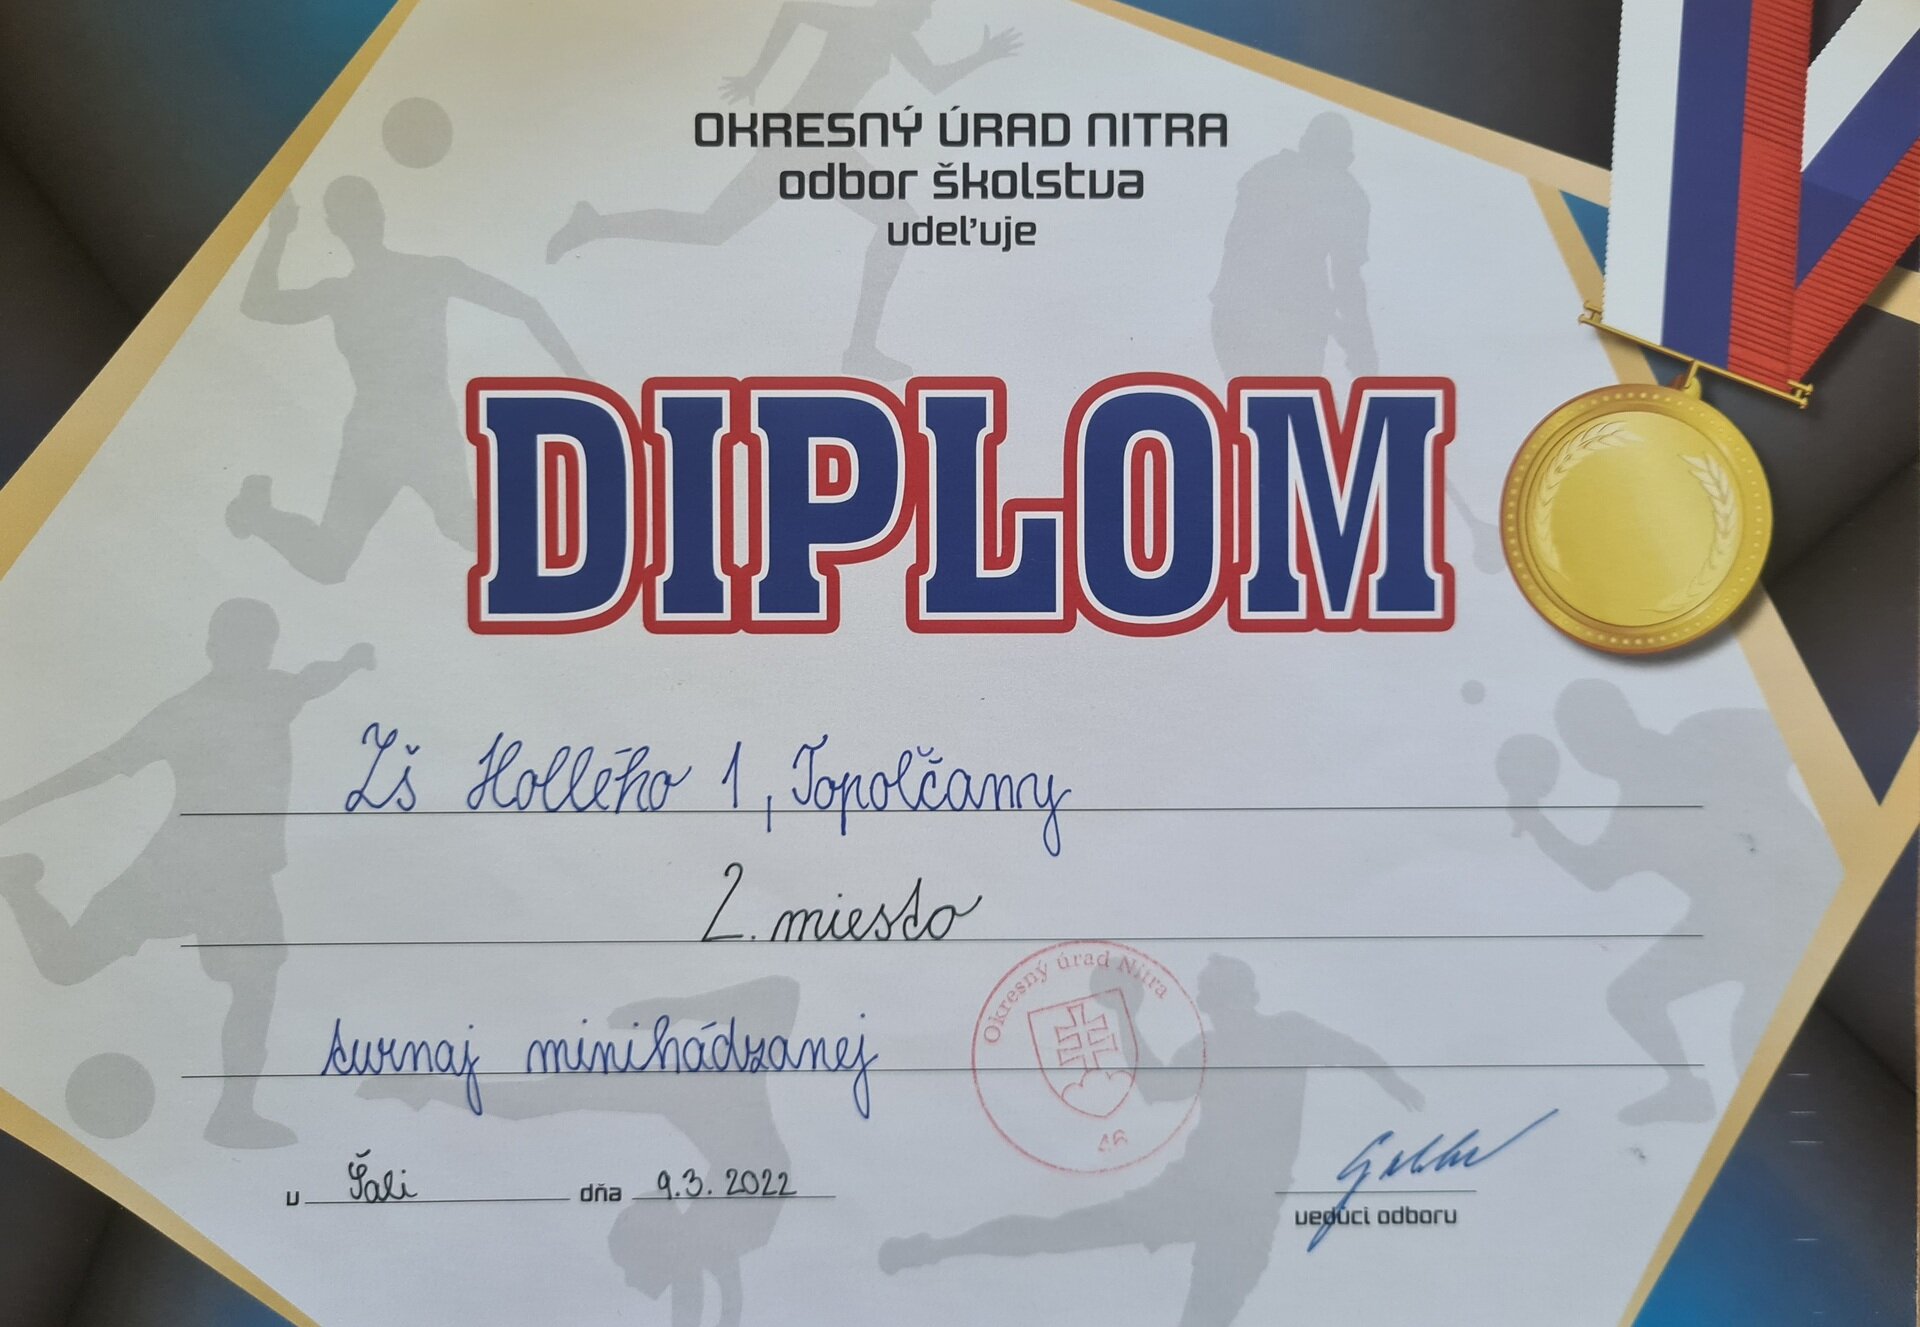 OKRESNÝ ÚRAD NITRA
odbor školstva
udeľuje
DIPLOM
ZŠ Hollého 1, Topoľčany
2. miesto
turnaj minihádzanej
Okresný úrad Nitra
46
v Šali dňa 9.3. 2022
vedúci odboru